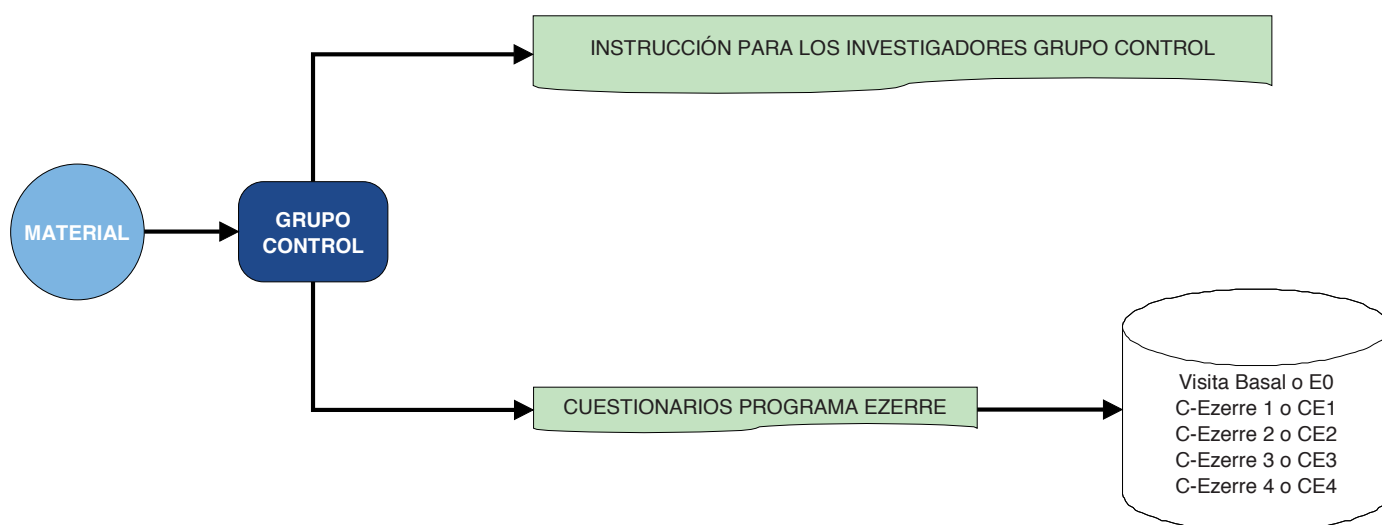 INSTRUCCIÓN PARA LOS INVESTIGADORES GRUPO CONTROL
MATERIAL
GRUPO
CONTROL
CUESTIONARIOS PROGRAMA EZERRE
Visita Basal o E0
C-Ezerre 1 o CE1
C-Ezerre 2 o CE2
C-Ezerre 3 o CE3
C-Ezerre 4 o CE4